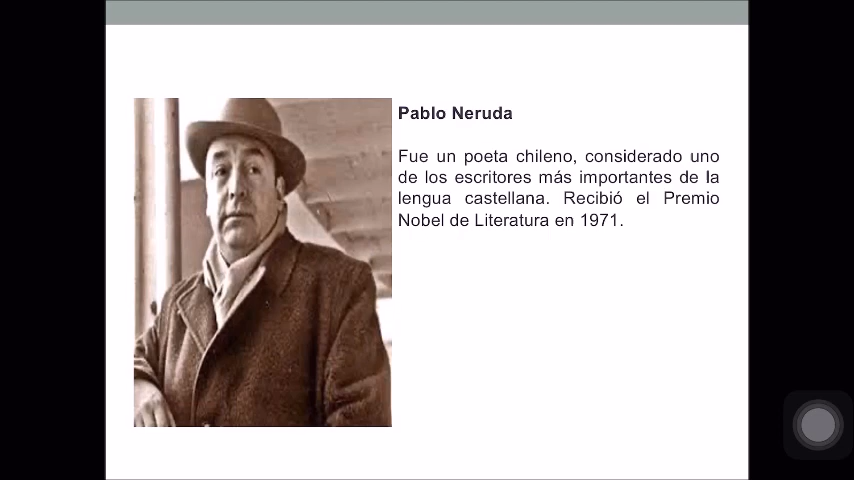 Pablo Neruda
Fue un poeta chileno, considerado uno
de los escritores más importantes de la
lengua castellana. Recibió el Premio
Nobel de Literatura en 1971.